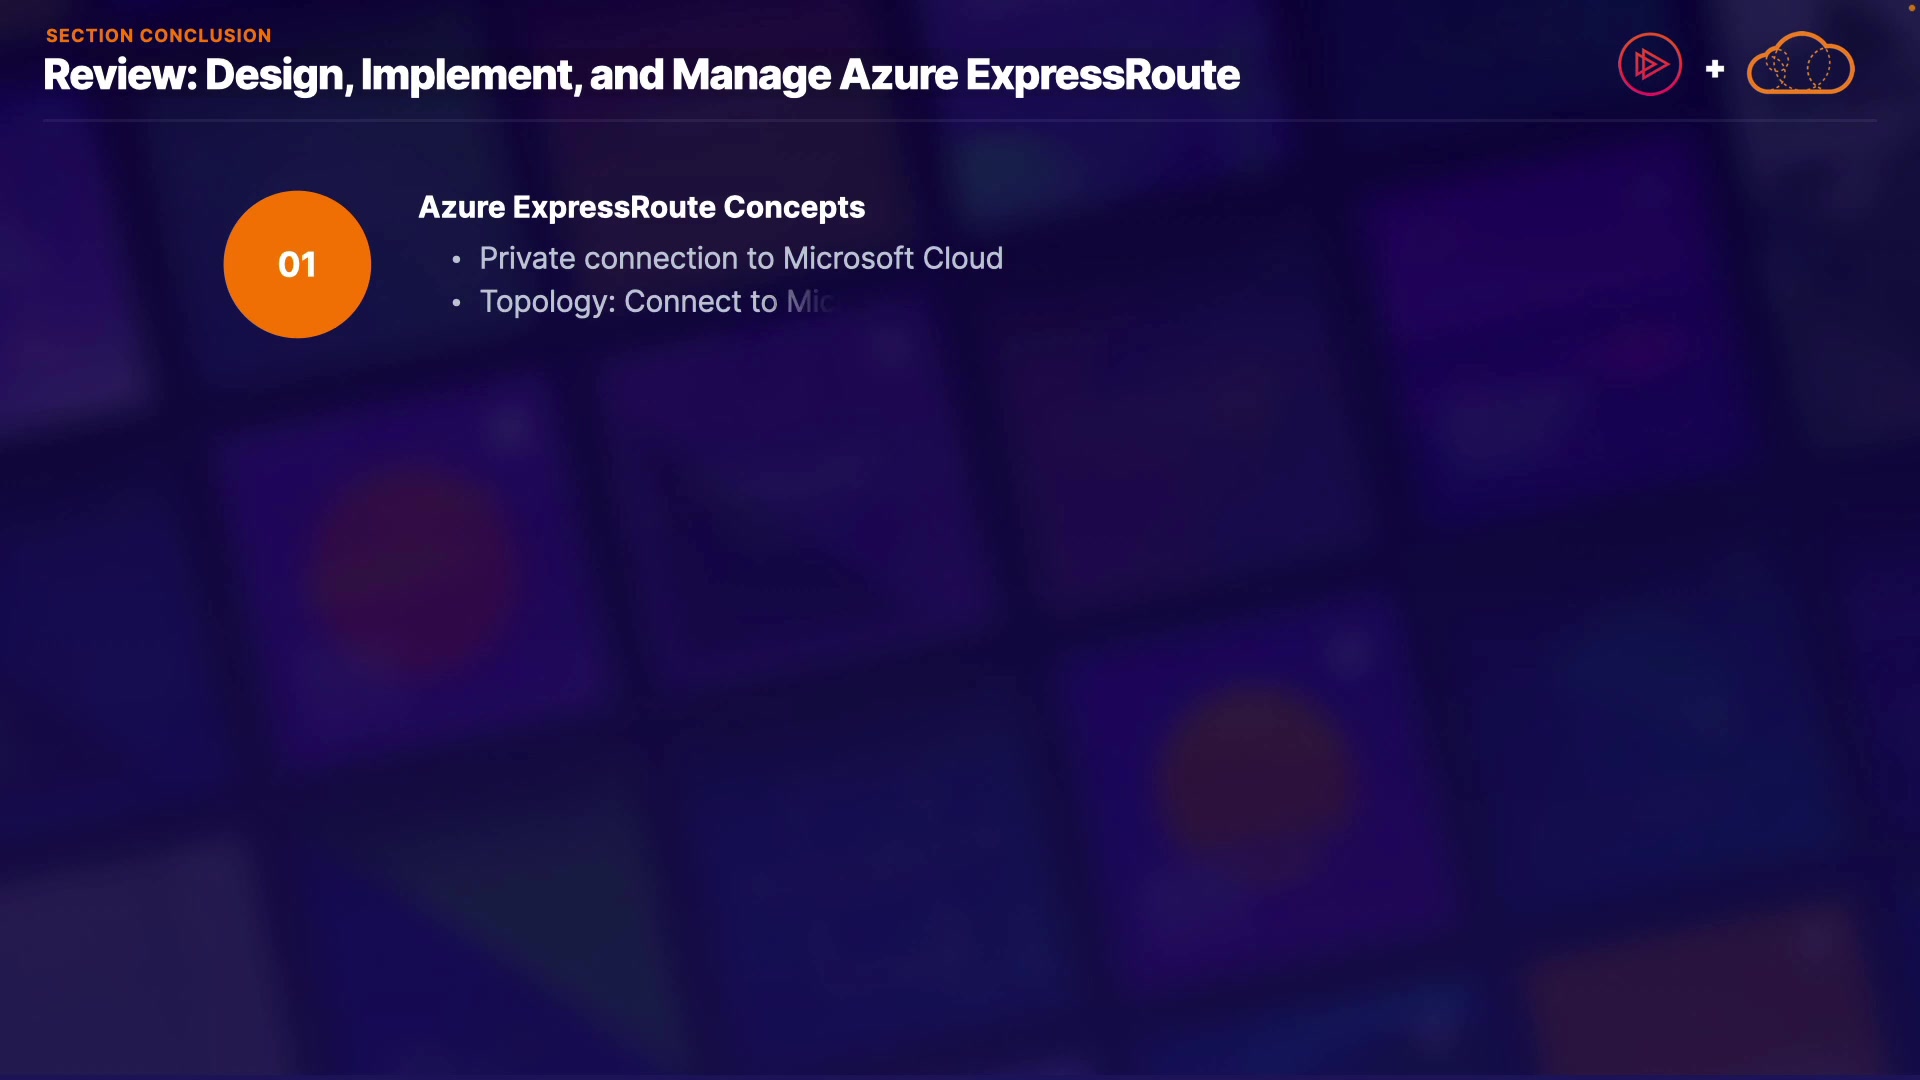 SECTION CONCLUSION
Review: Design, Implement, and Manage Azure ExpressRoute
+
01
Azure ExpressRoute Concepts
• Private connection to Microsoft Cloud
• Topology: Connect to Mic